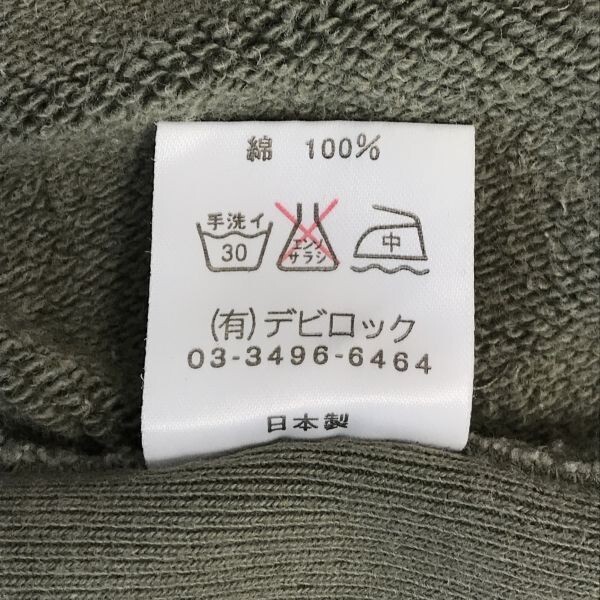 綿 100%
手洗イ
30
エンソ
サラシ
中
(有)デビロック
03-3496-6464
日本製